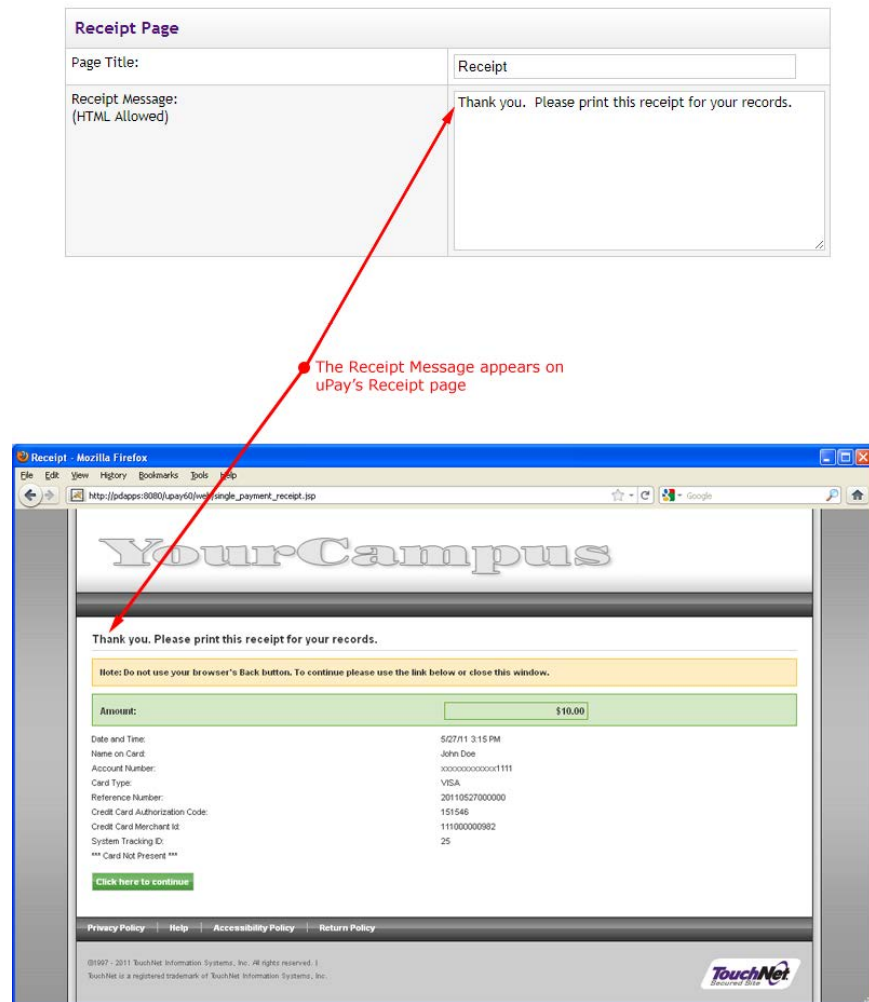 Receipt Page
Page Title:
Receipt
Receipt Message:
(HTML Allowed)
Thank you.  Please print this receipt for your records.
The Receipt Message appears on
uPay's Receipt page
Receipt - Mozilla Firefox
File Edit View History Bookmarks Tools Help
http://pdapps:8080/upay60/web/single_payment_receipt.jsp
Google
YourCampus
Thank you. Please print this receipt for your records.
Note: Do not use your browser's Back button. To continue please use the link below or close this window.
Amount: $10.00
Date and Time: 5/27/11 3:15 PM
Name on Card: John Doe
Account Number: xxxxxxxxxxxx1111
Card Type: VISA
Reference Number: 20110527000000
Credit Card Authorization Code: 151546
Credit Card Merchant Id: 111000000982
System Tracking ID: 25
*** Card Not Present ***
Click here to continue
Privacy Policy | Help | Accessibility Policy | Return Policy
©1997 - 2011 TouchNet Information Systems, Inc. All rights reserved. |
TouchNet is a registered trademark of TouchNet Information Systems, Inc.
TouchNet
Secured Site